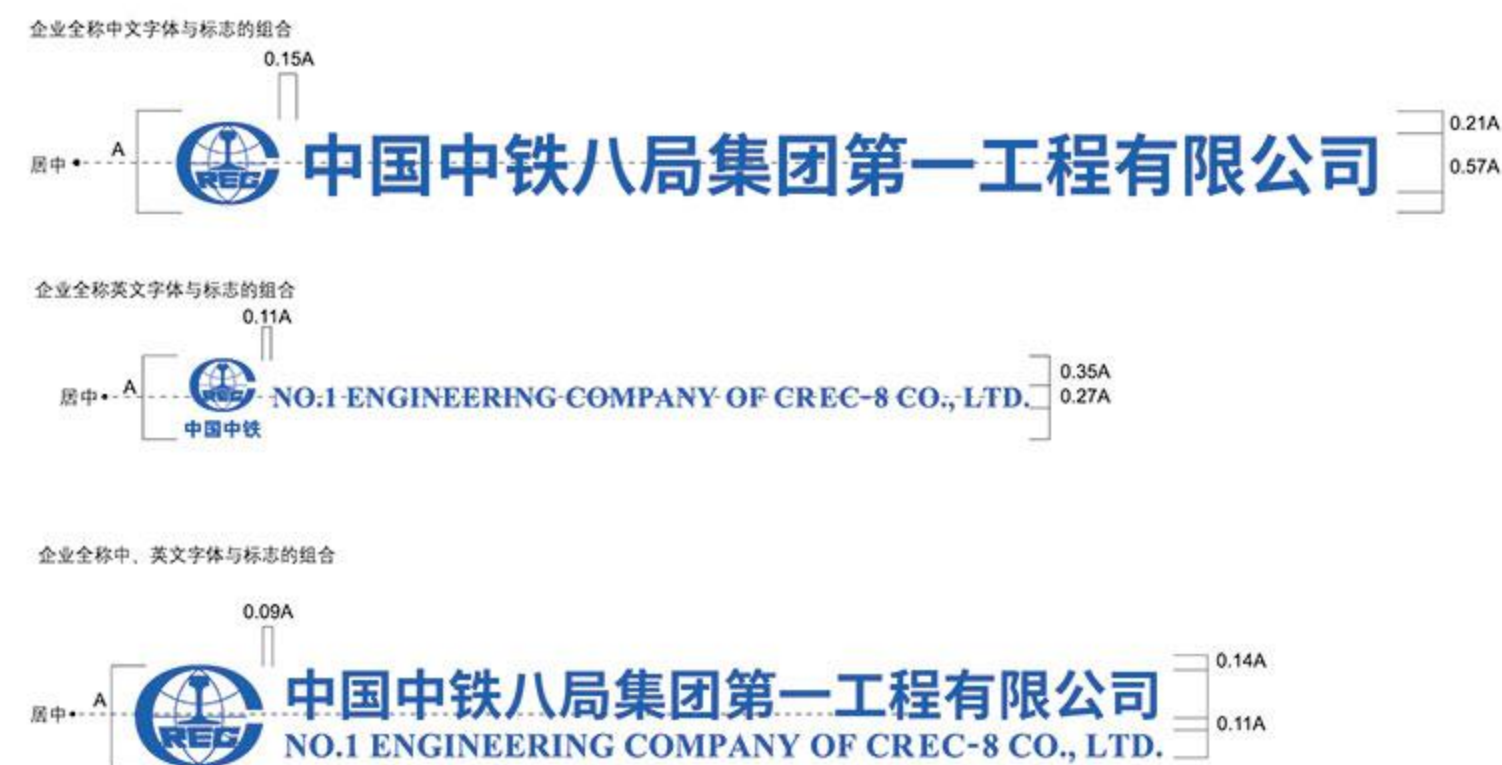 企业全称中文字体与标志的组合
0.15A
0.21A
居中 A REC 中国中铁八局集团第一工程有限公司 0.57A
企业全称英文字体与标志的组合
0.11A
0.35A
居中 A REC NO.1 ENGINEERING COMPANY OF CREC-8 CO., LTD. 0.27A
中国中铁
企业全称中、英文字体与标志的组合
0.09A
0.14A
居中 A REC 中国中铁八局集团第一工程有限公司
NO.1 ENGINEERING COMPANY OF CREC-8 CO., LTD. 0.11A